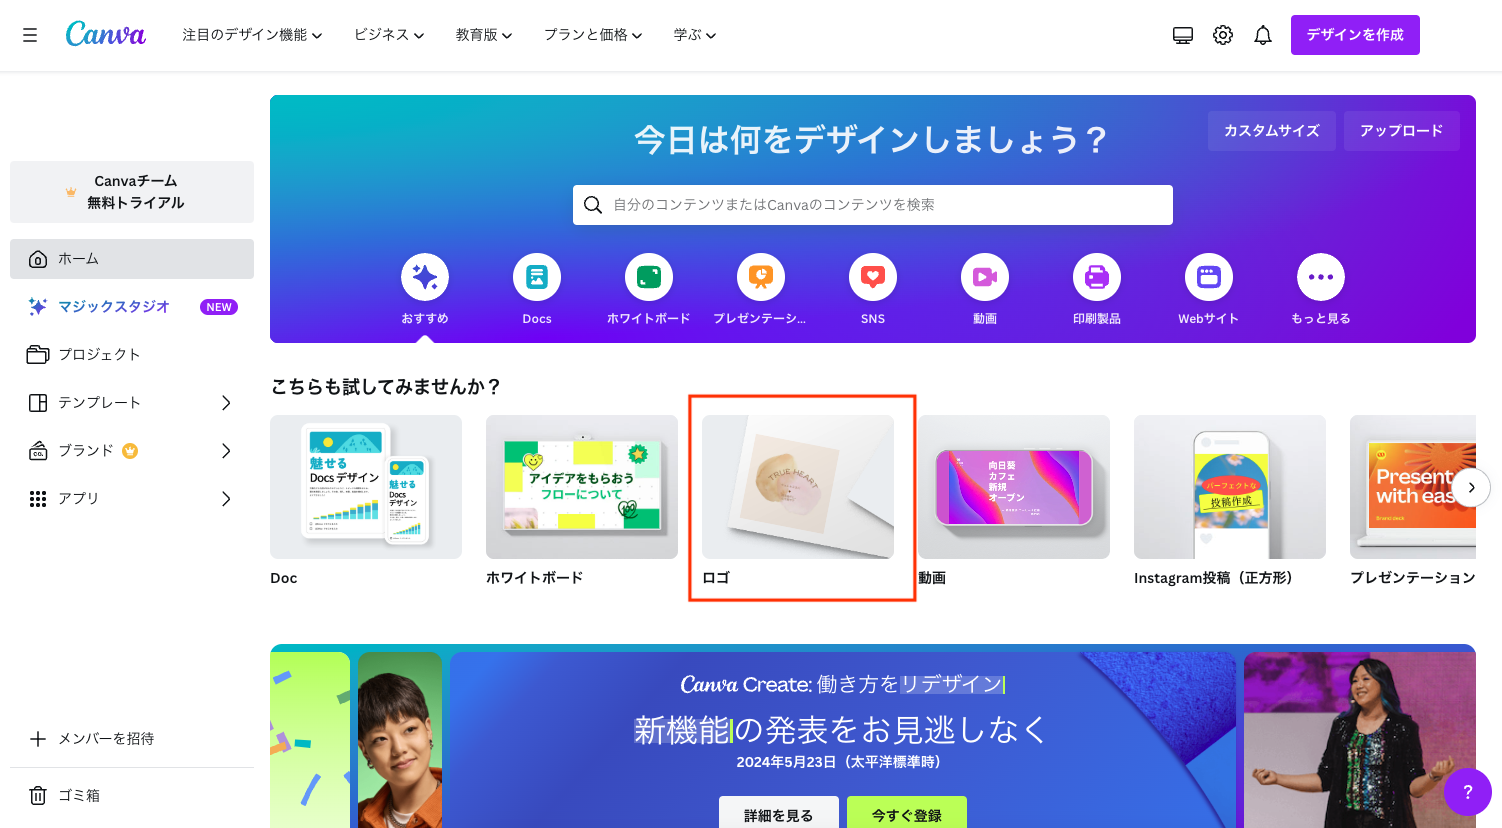 Canva
注目のデザイン機能
ビジネス
教育版
プランと価格
学ぶ
デザインを作成
Canvaチーム
無料トライアル
ホーム
マジックスタジオ NEW
プロジェクト
テンプレート
ブランド
アプリ
メンバーを招待
ゴミ箱
今日は何をデザインしましょう？
カスタムサイズ
アップロード
自分のコンテンツまたはCanvaのコンテンツを検索
おすすめ
Docs
ホワイトボード
プレゼンテーシ...
SNS
動画
印刷製品
Webサイト
もっと見る
こちらも試してみませんか？
魅せる
Docs デザイン
魅せる
Docs
デザイン
Doc
アイデアをもらおう
フローについて
ホワイトボード
TRUE HEART
ロゴ
向日葵
カフェ
新規
オープン
動画
パーフェクトな
投稿作成
Instagram投稿（正方形）
Present
with eas
Brand deck
プレゼンテーション
Canva Create: 働き方をリデザイン
新機能の発表をお見逃しなく
2024年5月23日（太平洋標準時）
詳細を見る
今すぐ登録
?